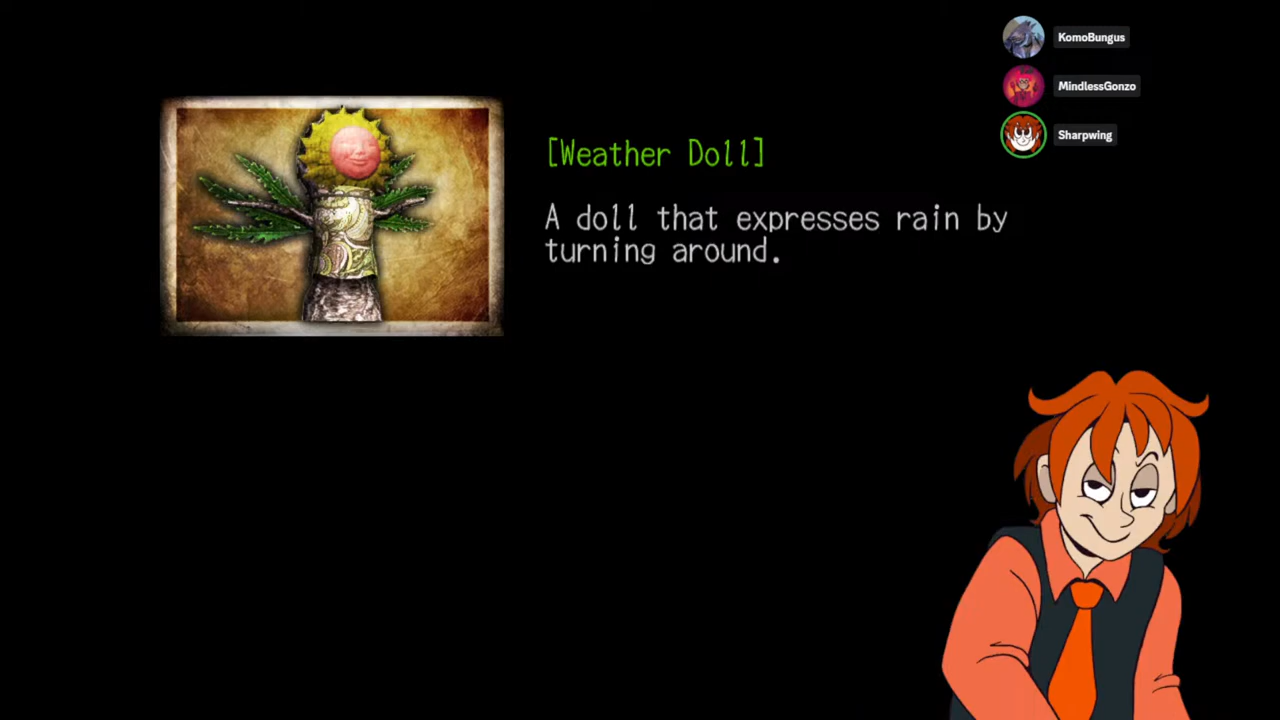 KomoBungus
MindlessGonzo
Sharpwing
[Weather Doll]
A doll that expresses rain by
turning around.